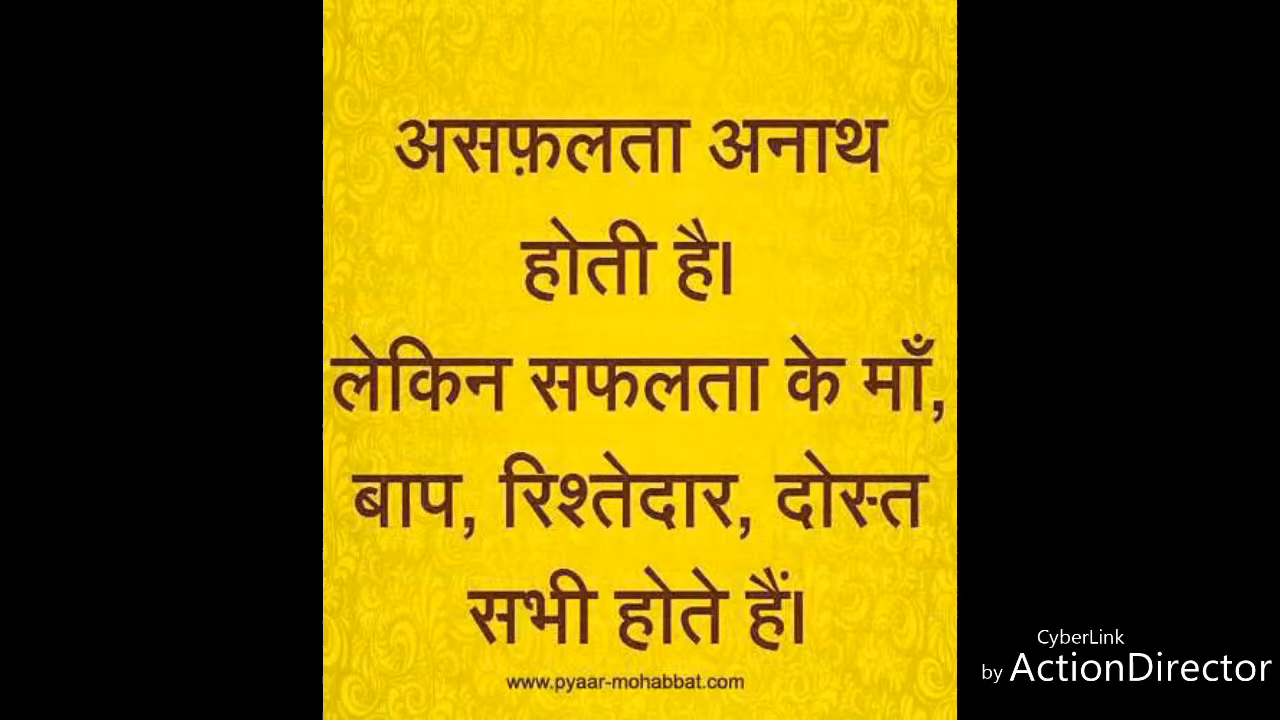 असफ़लता अनाथ
होती है।
लेकिन सफलता के माँ,
बाप, रिश्तेदार, दोस्त
सभी होते हैं।
www.pyaar-mohabbat.com
CyberLink
by ActionDirector